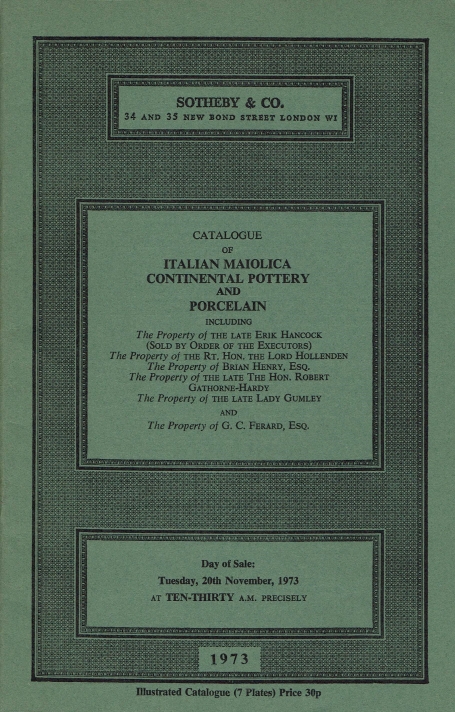 SOTHEBY & CO.
34 AND 35 NEW BOND STREET LONDON W1
CATALOGUE
OF
ITALIAN MAIOLICA
CONTINENTAL POTTERY
AND
PORCELAIN
INCLUDING
The Property of THE LATE ERIK HANCOCK
(SOLD BY ORDER OF THE EXECUTORS)
The Property of THE RT. HON. THE LORD HOLLENDEN
The Property of BRIAN HENRY, ESQ.
The Property of THE LATE THE HON. ROBERT
GATHORNE-HARDY
The Property of THE LATE LADY GUMLEY
AND
The Property of G. C. FERARD, ESQ.
Day of Sale:
Tuesday, 20th November, 1973
AT TEN-THIRTY A.M. PRECISELY
1973
Illustrated Catalogue (7 Plates) Price 30p